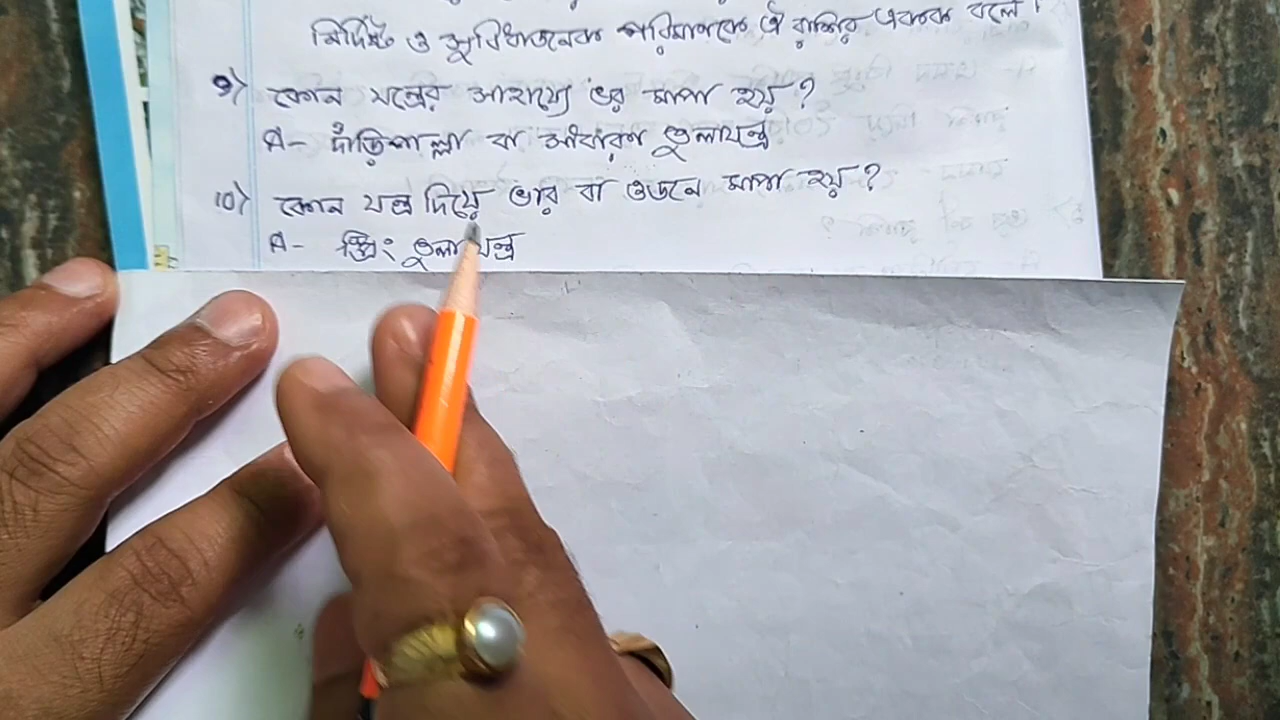 নির্দিষ্ট ও সুবিধাজনক পরিমাণকে ঐ রাশির একক বলে।
9) কোন যন্ত্রের সাহায্যে ভর মাপা হয়?
A- দাঁড়িপাল্লা বা সাধারণ তুলাযন্ত্র
10) কোন যন্ত্র দিয়ে ভার বা ওজনে মাপা হয়?
A- স্প্রিং তুলাযন্ত্র